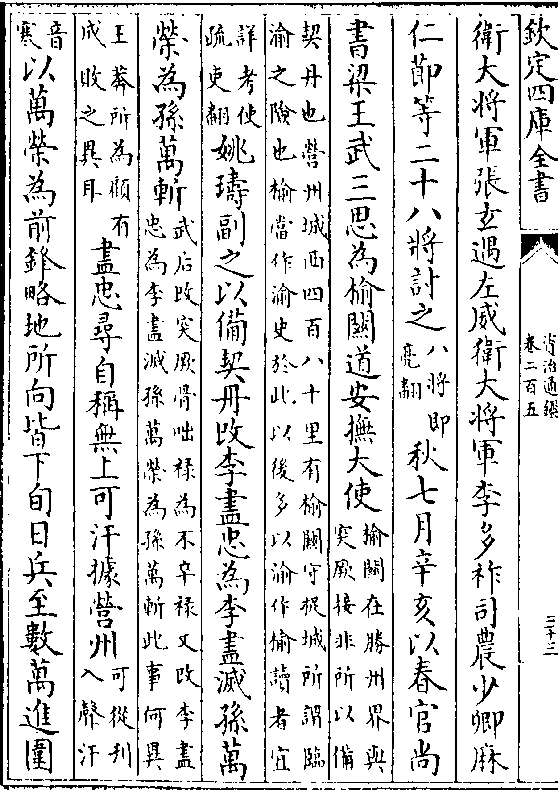 欽定四庫全書
資治通鑑
卷二百五
二十三
衛大將軍張玄遇左威衛大將軍李多祚司農少卿麻
仁節等二十八將討之八將即亮翻秋七月辛亥以春官尚
書梁王武三思為榆關道安撫大使榆關在勝州界與突厥接非所以備
契丹也營州城西四百八十里有榆關守捉城所謂臨渝之險也榆當作渝史於此以後多以渝作榆讀者宜
詳考使疏吏翻姚璹副之以備契丹改李盡忠為李盡滅孫萬
榮為孫萬斬武后改突厥骨咄祿為不卒祿又改李盡忠為李盡滅孫萬榮為孫萬斬此事何異
王莽所為顧有成敗之異耳盡忠尋自稱無上可汗據營州可從刋入聲汗
音寒以萬榮為前鋒略地所向皆下旬日兵至數萬進圍